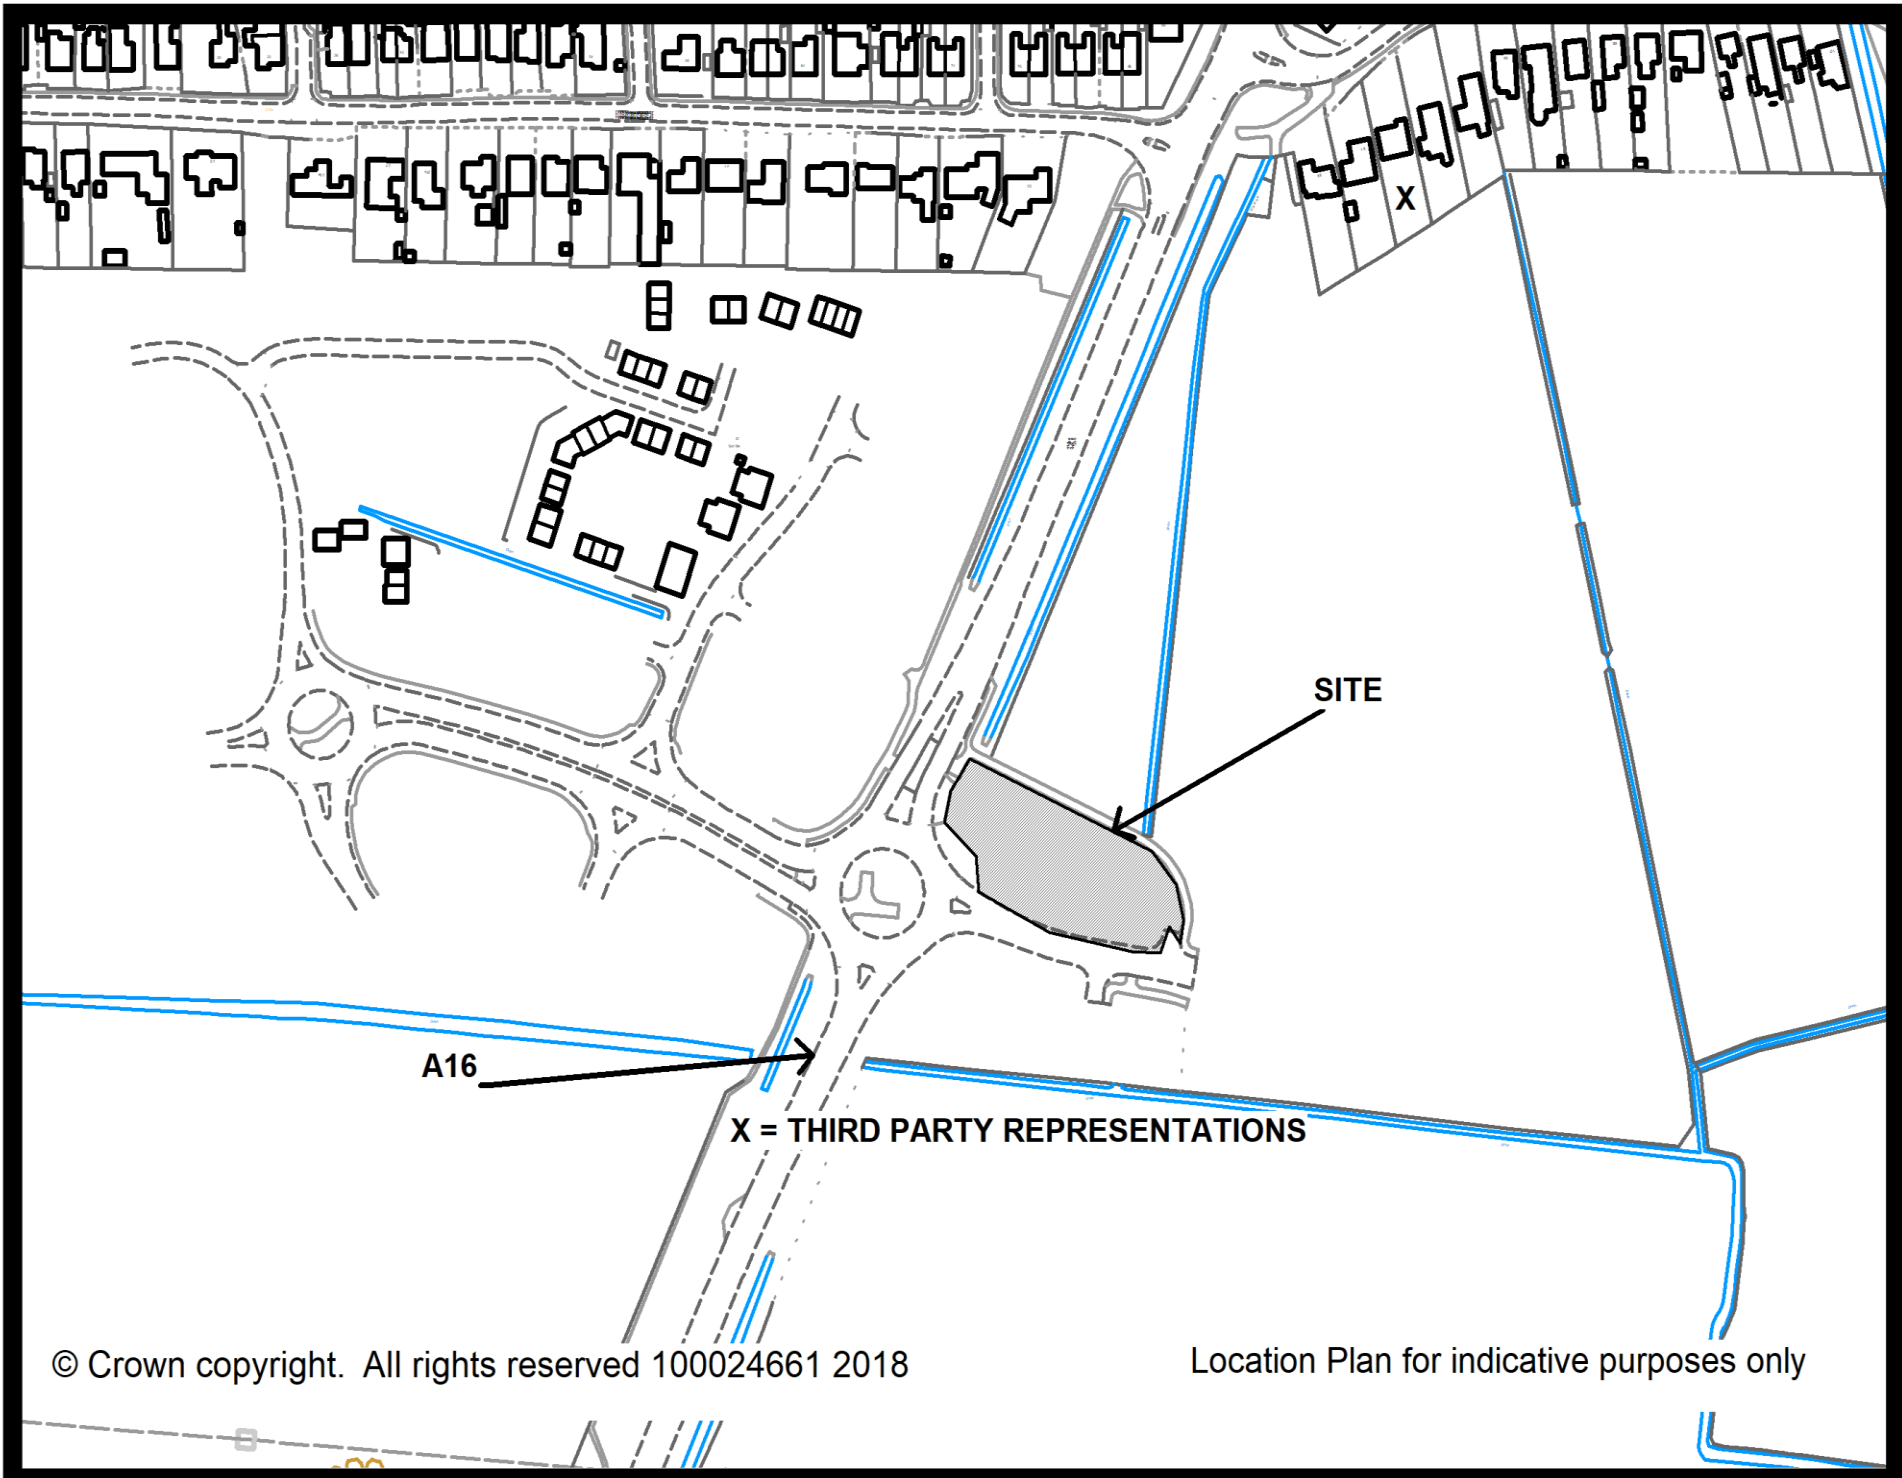 X
SITE
A16
X = THIRD PARTY REPRESENTATIONS
© Crown copyright. All rights reserved 100024661 2018
Location Plan for indicative purposes only